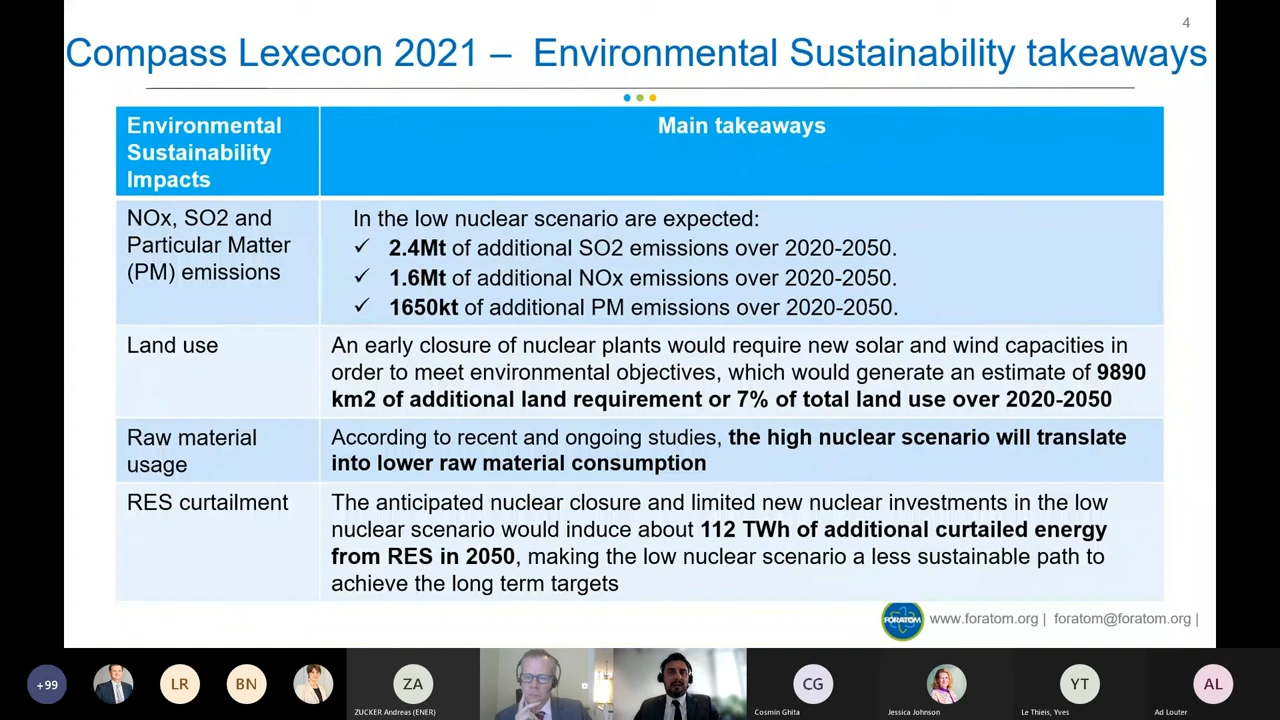 4
Compass Lexecon 2021 – Environmental Sustainability takeaways
Environmental
Sustainability
Impacts
Main takeaways
NOx, SO2 and
Particular Matter
(PM) emissions
In the low nuclear scenario are expected:
✓ 2.4Mt of additional SO2 emissions over 2020-2050.
✓ 1.6Mt of additional NOx emissions over 2020-2050.
✓ 1650kt of additional PM emissions over 2020-2050.
Land use
An early closure of nuclear plants would require new solar and wind capacities in
order to meet environmental objectives, which would generate an estimate of 9890
km2 of additional land requirement or 7% of total land use over 2020-2050
Raw material
usage
According to recent and ongoing studies, the high nuclear scenario will translate
into lower raw material consumption
RES curtailment
The anticipated nuclear closure and limited new nuclear investments in the low
nuclear scenario would induce about 112 TWh of additional curtailed energy
from RES in 2050, making the low nuclear scenario a less sustainable path to
achieve the long term targets
FORATOM
www.foratom.org | foratom@foratom.org |
+99
LR
BN
ZA
ZUCKER Andreas (ENER)
CG
Cosmin Ghita
Jessica Johnson
YT
Le Thieis, Yves
AL
Ad Louter